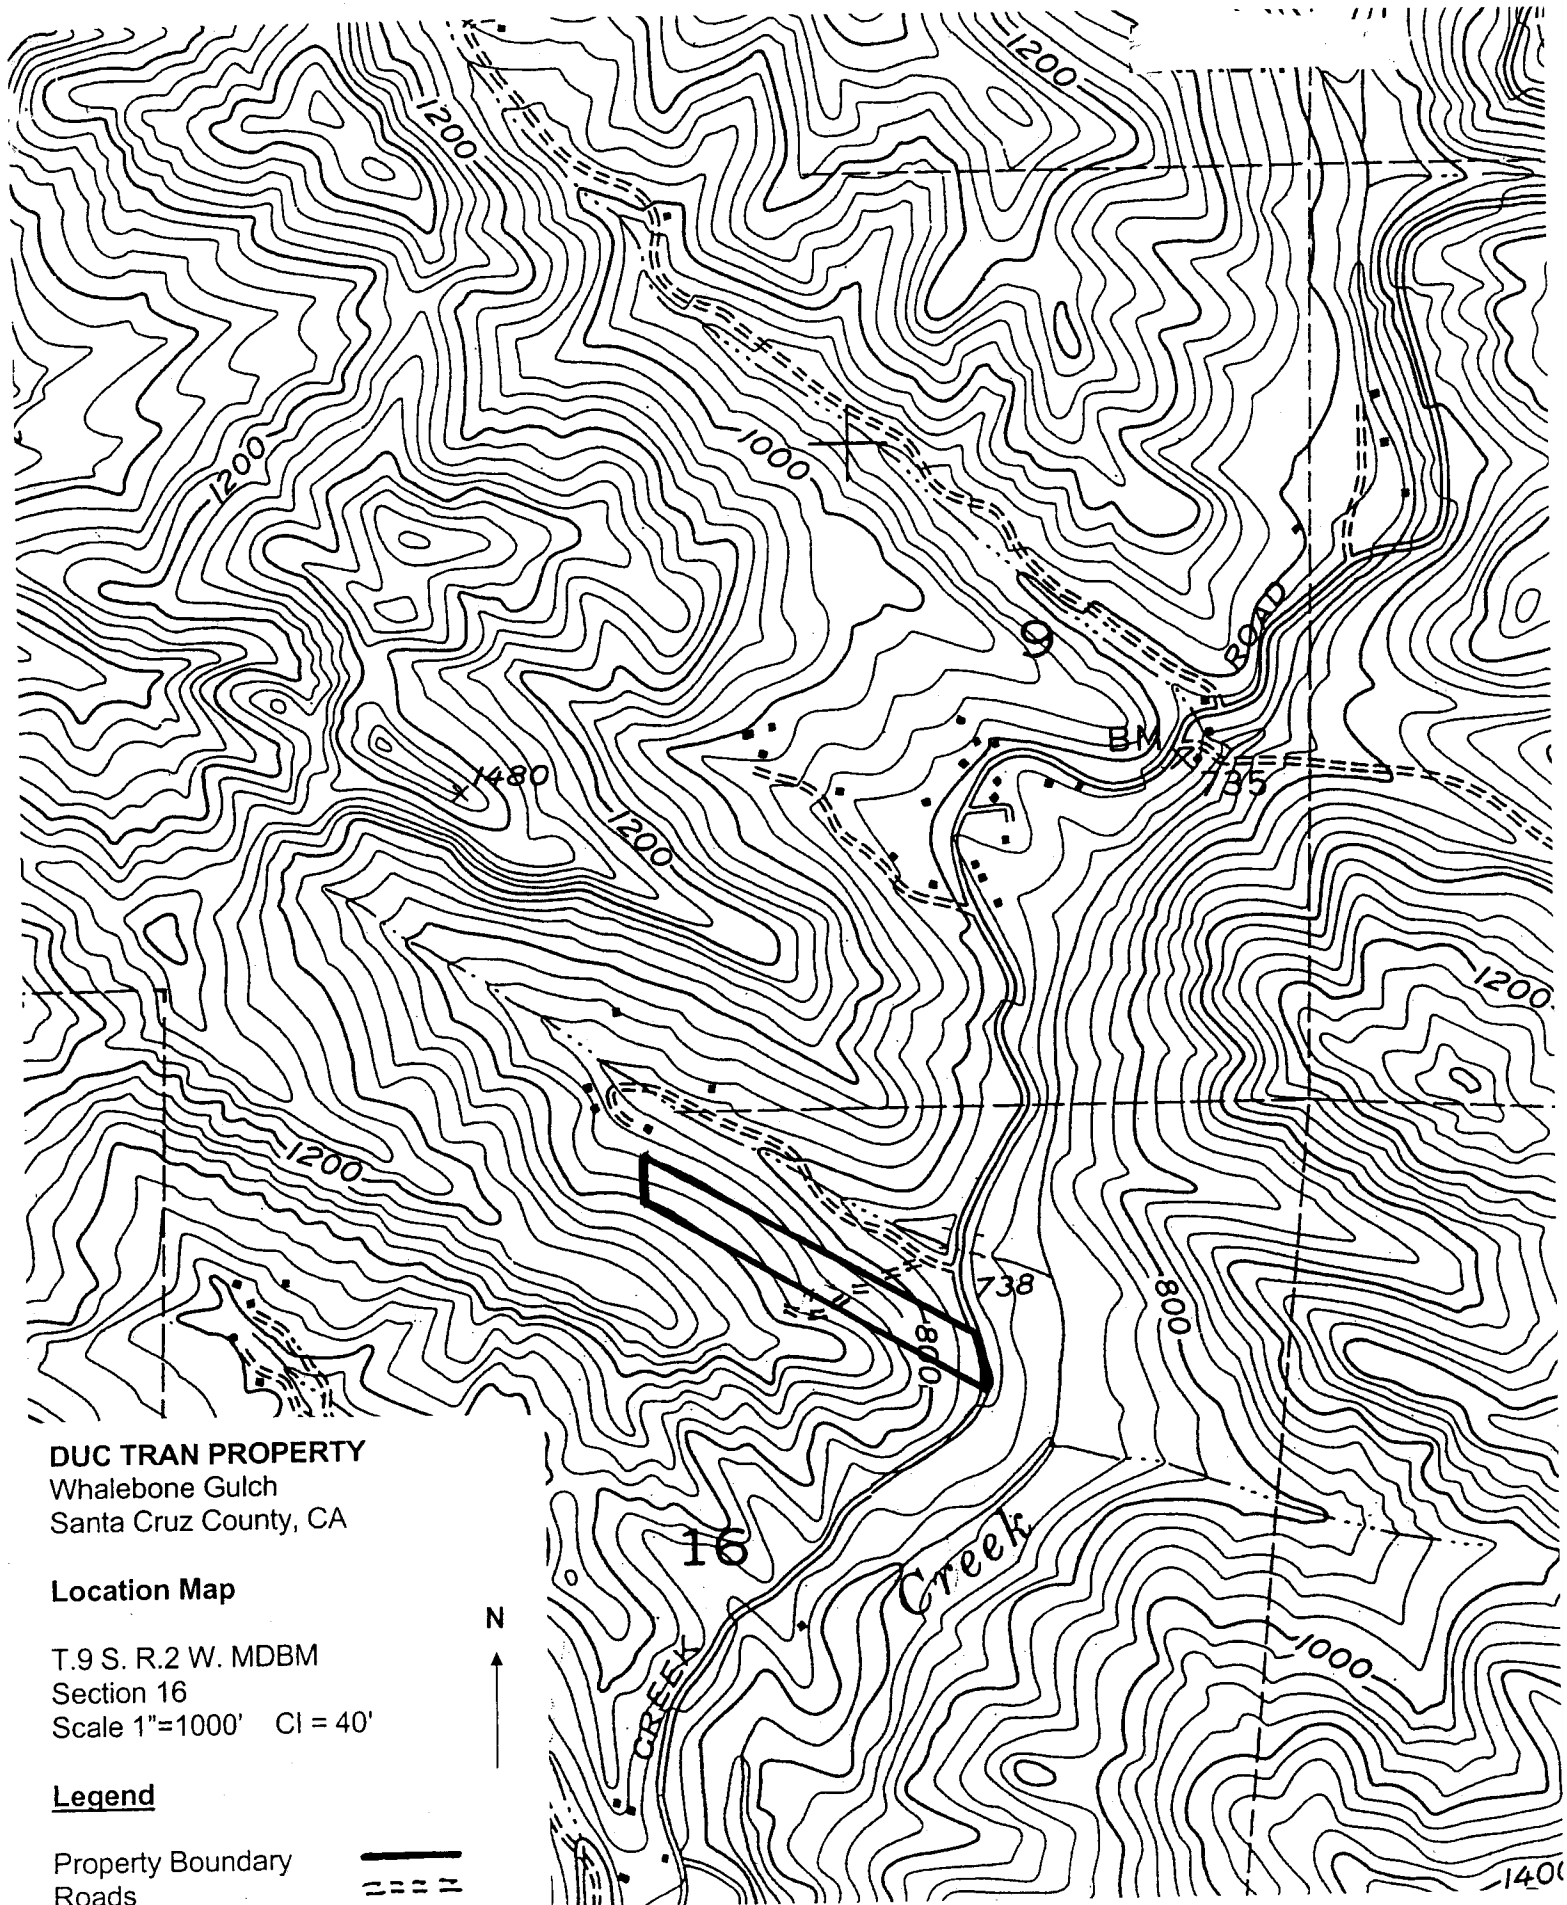 1200
1200
1000
1200
9
ROAD
BM
735
1480
1200
1200
1200
738
800
800
DUC TRAN PROPERTY
Whalebone Gulch
Santa Cruz County, CA
Location Map
T.9 S. R.2 W. MDBM
Section 16
Scale 1"=1000' CI = 40'
N
Legend
Property Boundary
Roads
16
Creek
CREEK
1000
1400